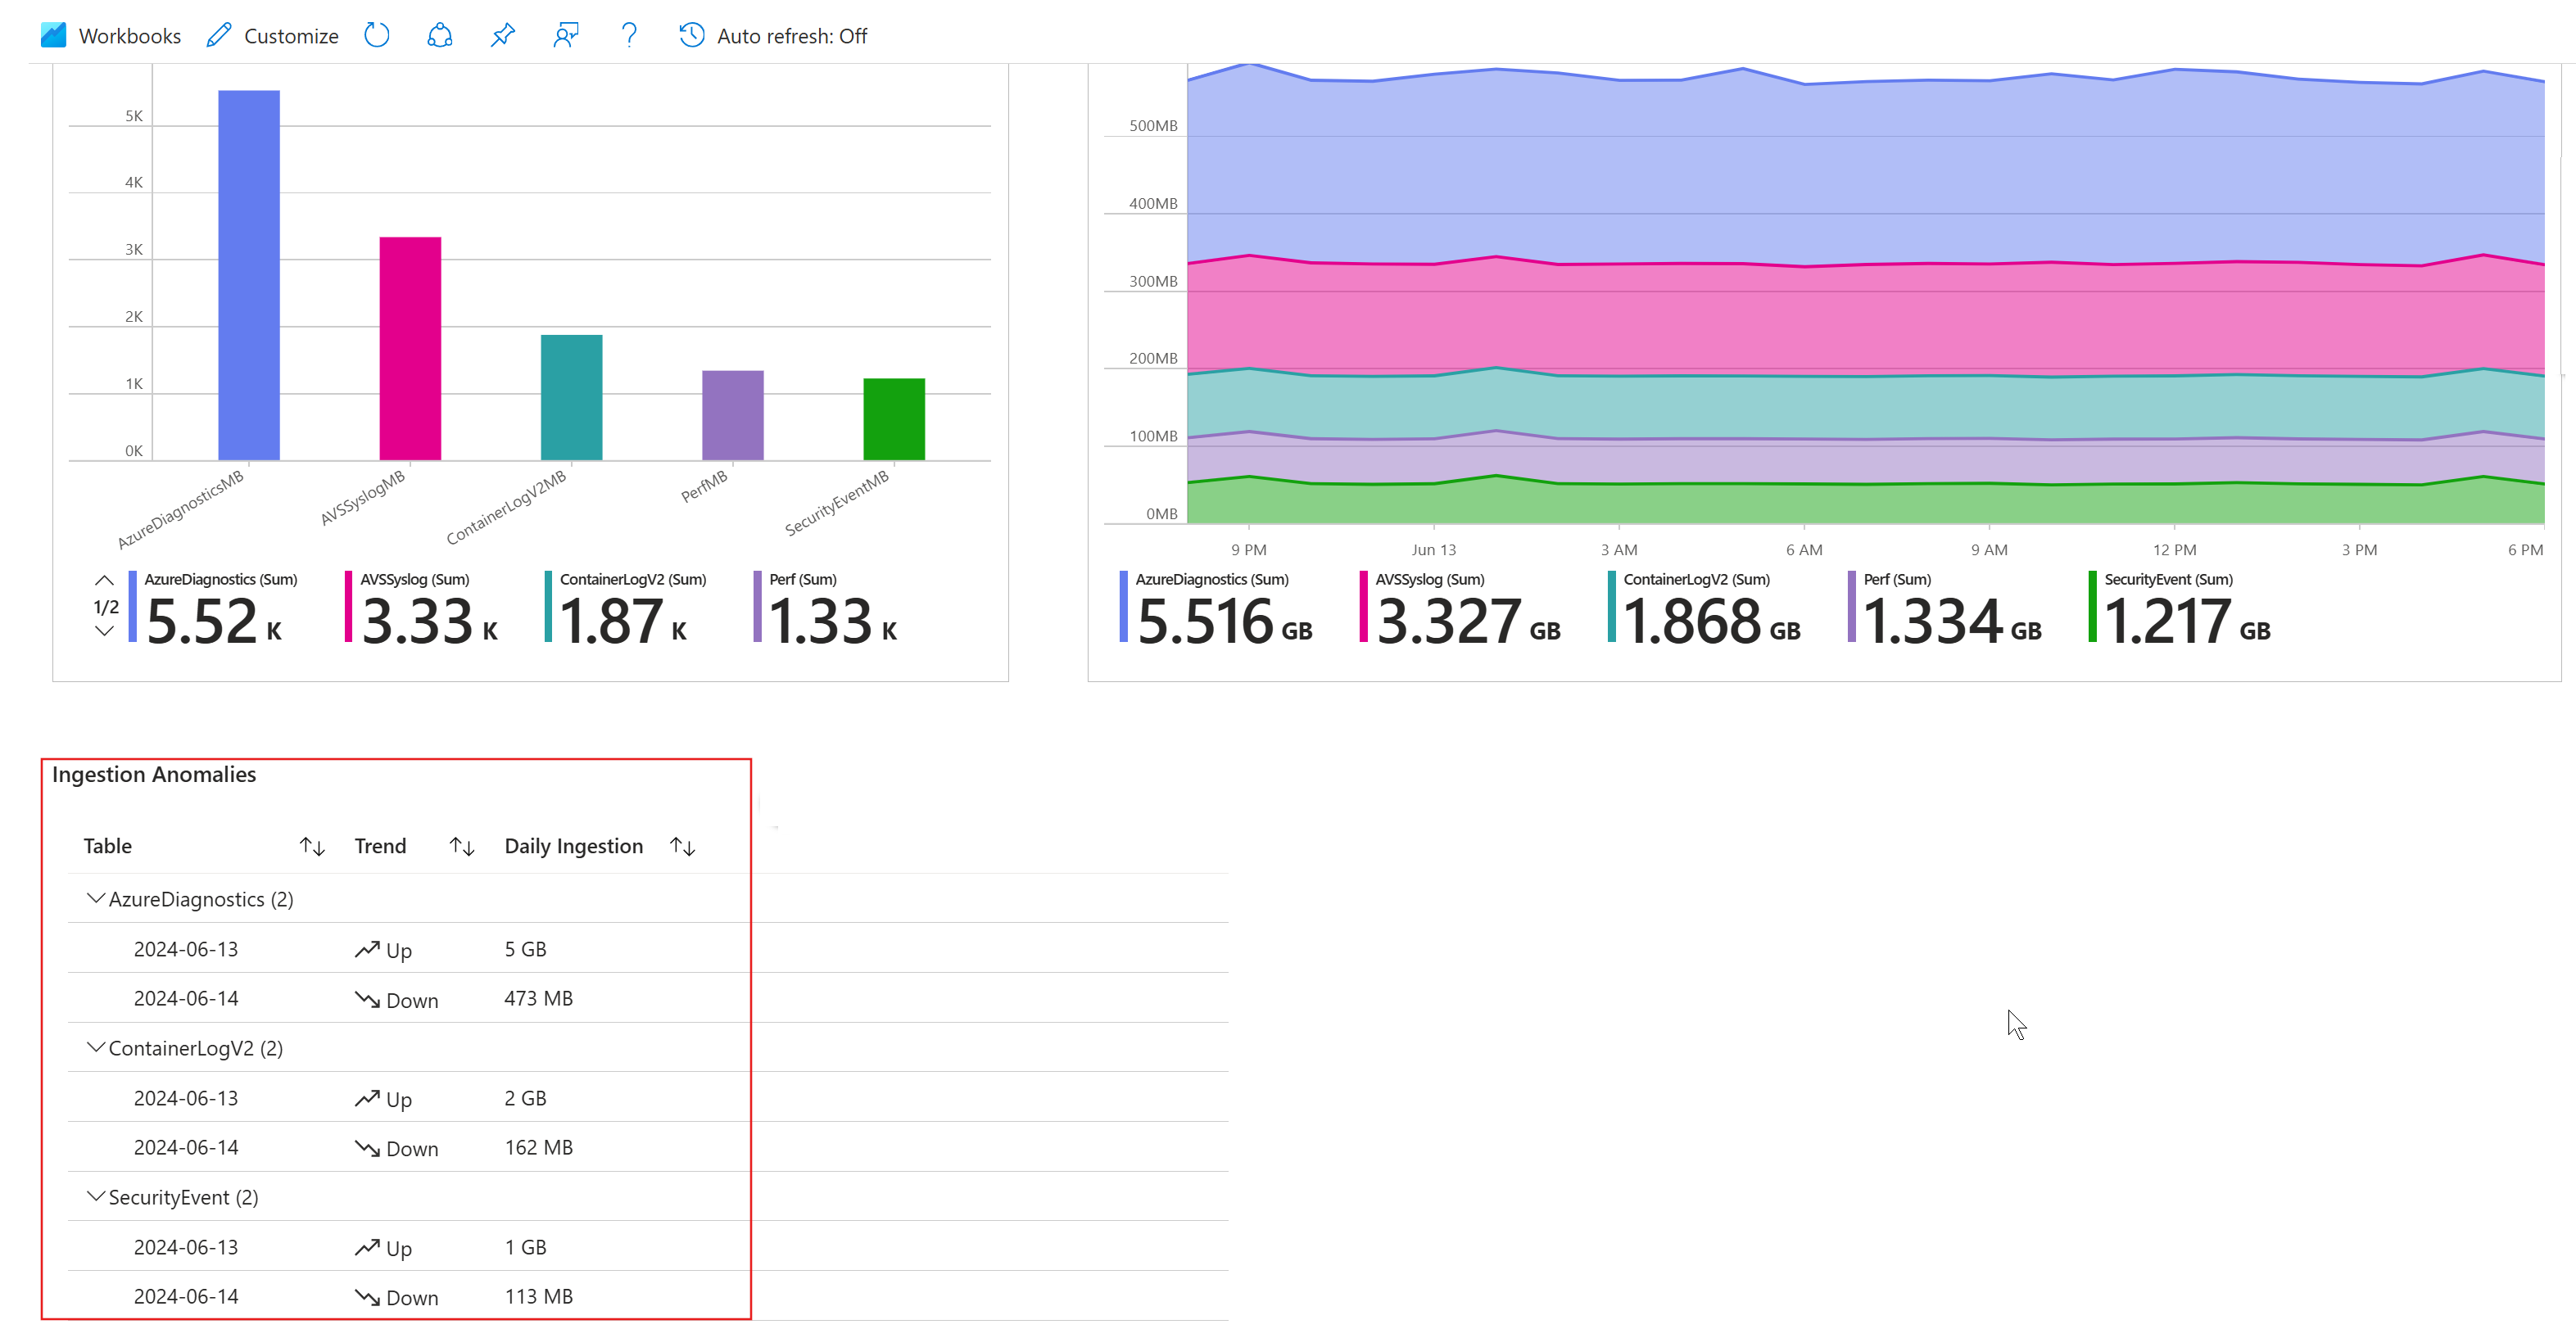 Workbooks Customize ? Auto refresh: Off
5K
4K
3K
2K
1K
0K
AzureDiagnosticsMB AVSSyslogMB ContainerLogV2MB PerfMB SecurityEventMB
1/2
AzureDiagnostics (Sum) AVSSyslog (Sum) ContainerLogV2 (Sum) Perf (Sum)
5.52 K 3.33 K 1.87 K 1.33 K
500MB
400MB
300MB
200MB
100MB
0MB
9 PM Jun 13 3 AM 6 AM 9 AM 12 PM 3 PM 6 PM
AzureDiagnostics (Sum) AVSSyslog (Sum) ContainerLogV2 (Sum) Perf (Sum) SecurityEvent (Sum)
5.516 GB 3.327 GB 1.868 GB 1.334 GB 1.217 GB
Ingestion Anomalies
Table Trend Daily Ingestion
AzureDiagnostics (2)
2024-06-13 Up 5 GB
2024-06-14 Down 473 MB
ContainerLogV2 (2)
2024-06-13 Up 2 GB
2024-06-14 Down 162 MB
SecurityEvent (2)
2024-06-13 Up 1 GB
2024-06-14 Down 113 MB